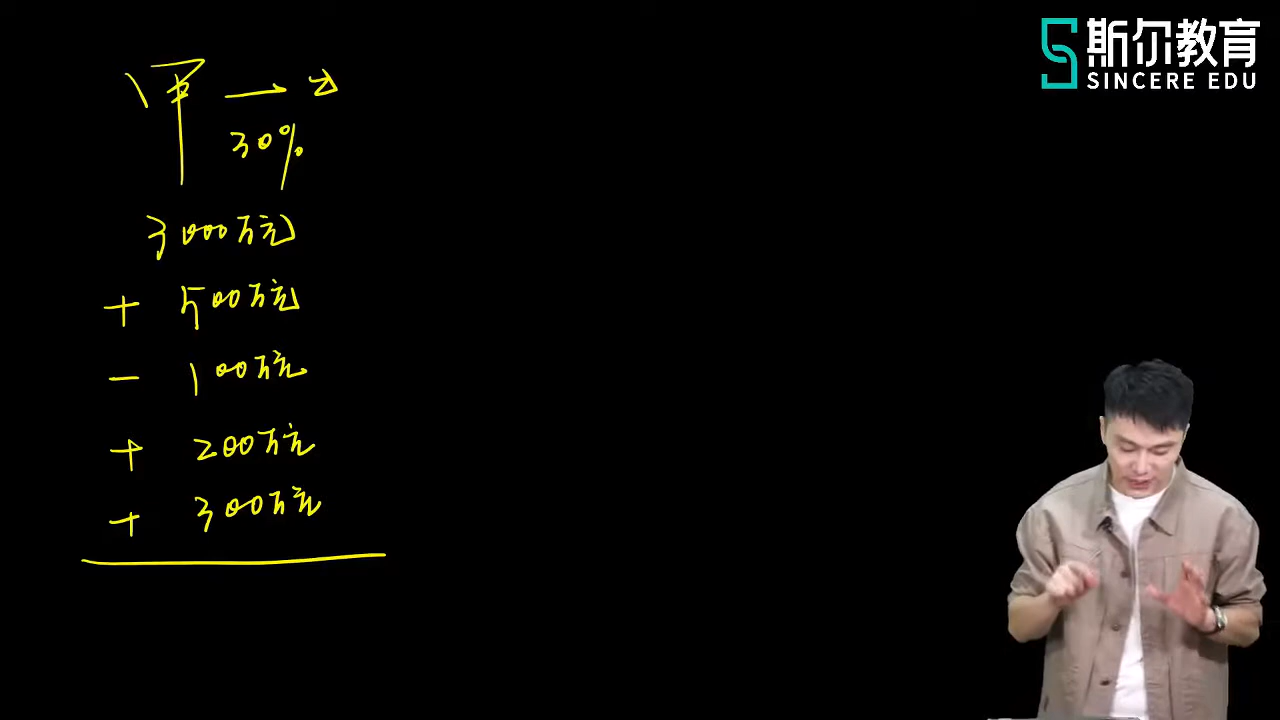 斯尔教育
SINCERE EDU
甲 → 乙
30%
3000万元
+ 500万元
- 100万元
+ 200万元
+ 300万元